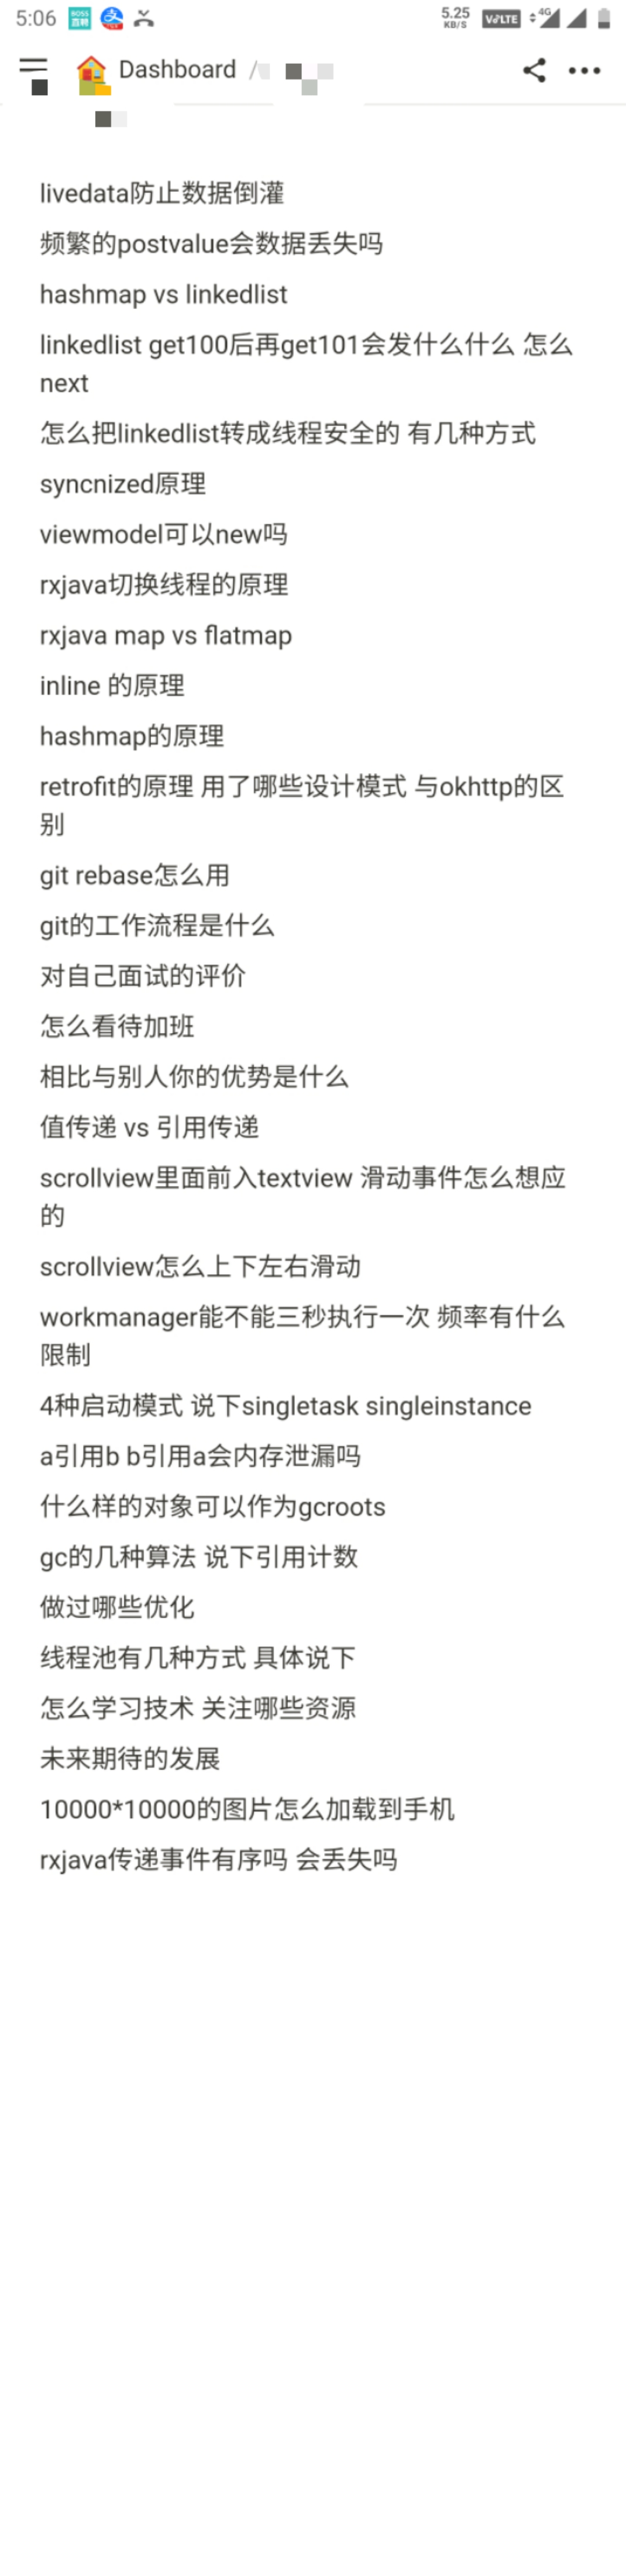 5:06
BOSS
直聘
支
5.25
KB/S
VoLTE
4G
Dashboard /
livedata防止数据倒灌
频繁的postvalue会数据丢失吗
hashmap vs linkedlist
linkedlist get100后再get101会发什么什么 怎么
next
怎么把linkedlist转成线程安全的 有几种方式
syncnized原理
viewmodel可以new吗
rxjava切换线程的原理
rxjava map vs flatmap
inline 的原理
hashmap的原理
retrofit的原理 用了哪些设计模式 与okhttp的区
别
git rebase怎么用
git的工作流程是什么
对自己面试的评价
怎么看待加班
相比与别人你的优势是什么
值传递 vs 引用传递
scrollview里面前入textview 滑动事件怎么想应
的
scrollview怎么上下左右滑动
workmanager能不能三秒执行一次 频率有什么
限制
4种启动模式 说下singletask singleinstance
a引用b b引用a会内存泄漏吗
什么样的对象可以作为gcroots
gc的几种算法 说下引用计数
做过哪些优化
线程池有几种方式 具体说下
怎么学习技术 关注哪些资源
未来期待的发展
10000*10000的图片怎么加载到手机
rxjava传递事件有序吗 会丢失吗